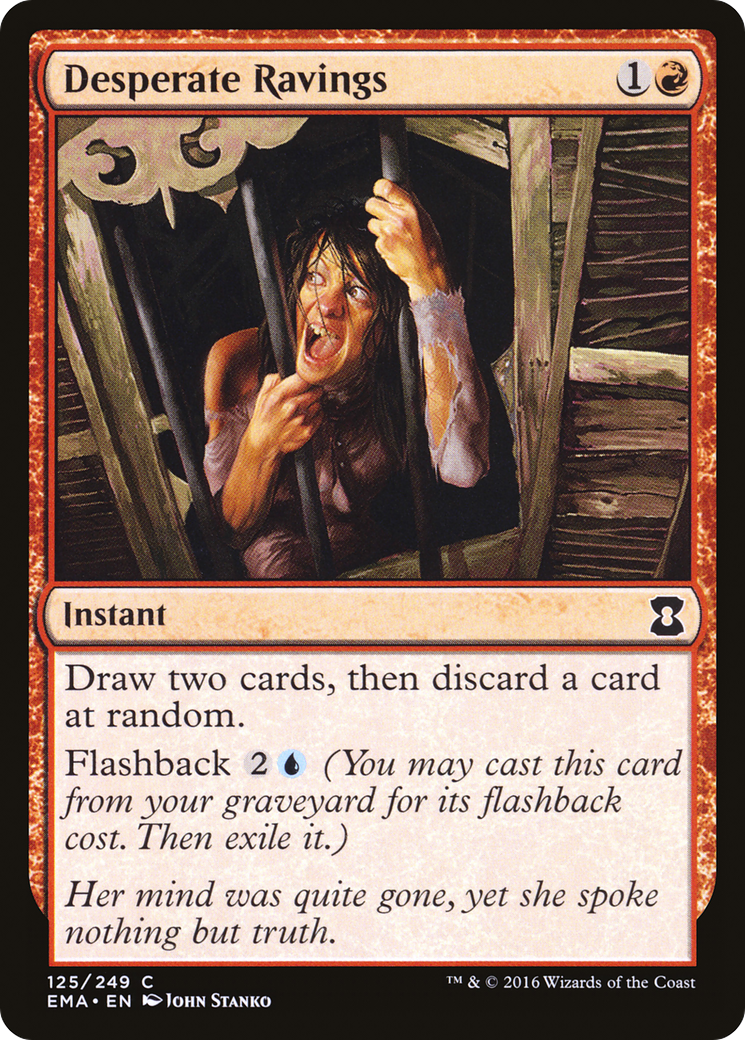 Desperate Ravings 1
Instant
Draw two cards, then discard a card
at random.
Flashback 2 (You may cast this card
from your graveyard for its flashback
cost. Then exile it.)
Her mind was quite gone, yet she spoke
nothing but truth.
125/249 C
EMA • EN JOHN STANKO
™ & © 2016 Wizards of the Coast